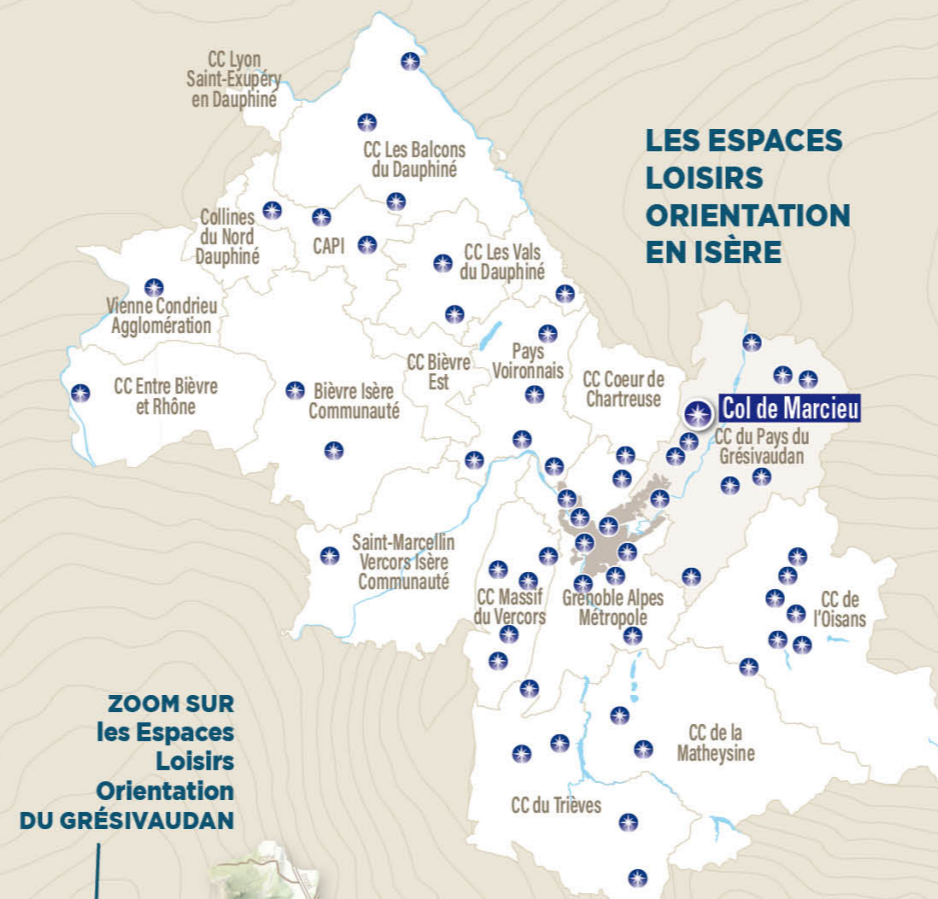 CC Lyon
Saint-Exupéry
en Dauphiné
CC Les Balcons
du Dauphiné
LES ESPACES
LOISIRS
ORIENTATION
EN ISÈRE
Collines
du Nord
Dauphiné
CAPI
CC Les Vals
du Dauphiné
Vienne Condrieu
Agglomération
CC Entre Bièvre
et Rhône
Bièvre Isère
Communauté
CC Bièvre
Est
Pays
Voironnais
CC Coeur de
Chartreuse
Col de Marcieu
CC du Pays du
Grésivaudan
Saint-Marcellin
Vercors Isère
Communauté
CC Massif
du Vercors
Grenoble Alpes
Métropole
CC de
l'Oisans
CC de la
Matheysine
CC du Trièves
ZOOM SUR
les Espaces
Loisirs
Orientation
DU GRÉSIVAUDAN